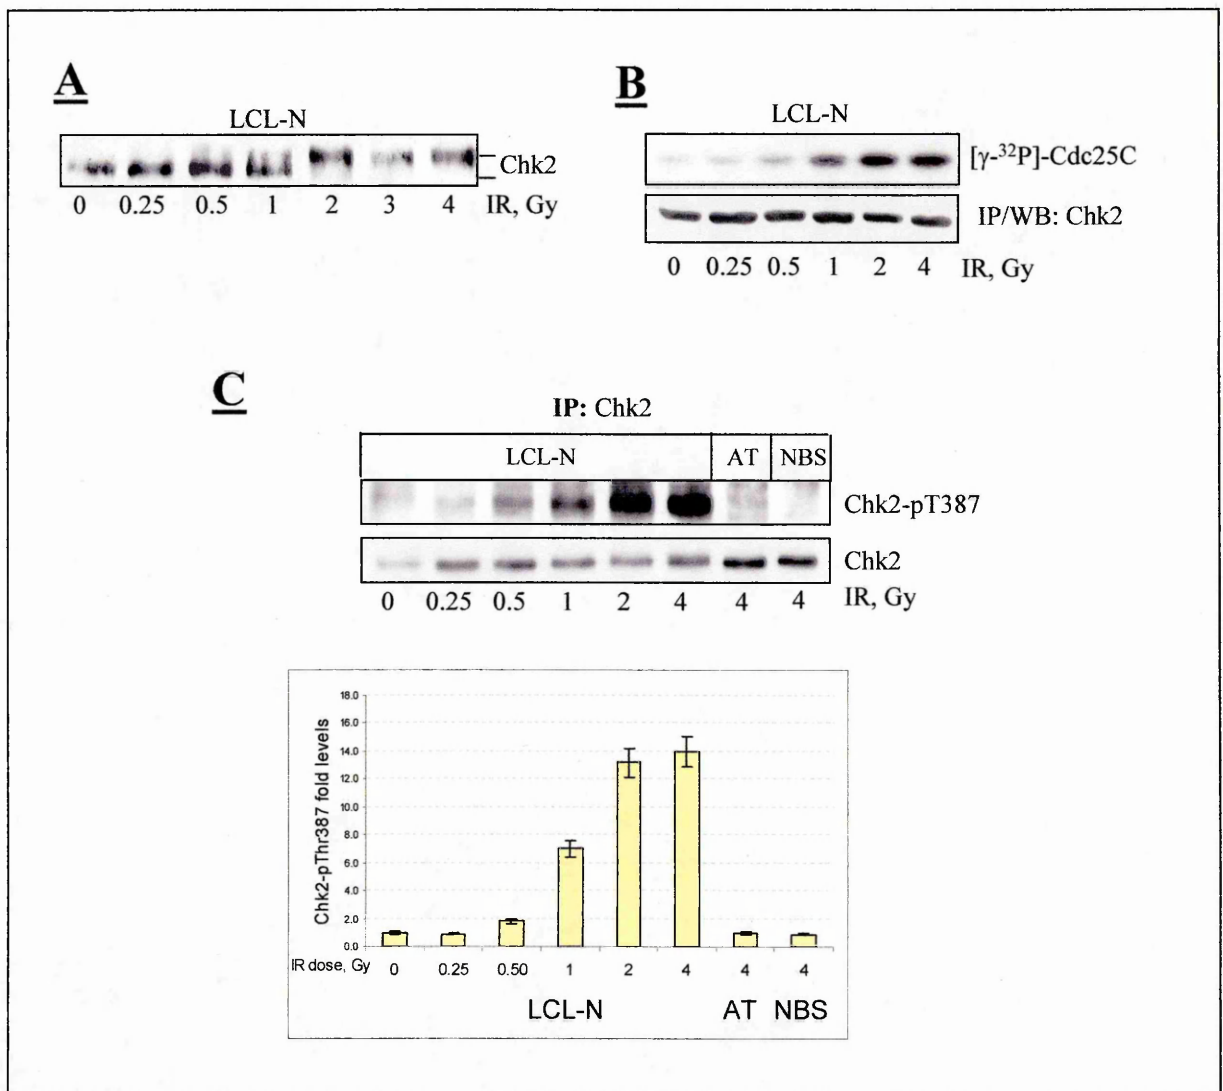 A
LCL-N
Chk2
0 0.25 0.5 1 2 3 4 IR, Gy
B
LCL-N
[γ-³²P]-Cdc25C
IP/WB: Chk2
0 0.25 0.5 1 2 4 IR, Gy
C
IP: Chk2
LCL-N AT NBS
Chk2-pT387
Chk2
0 0.25 0.5 1 2 4 4 4 IR, Gy
Chk2-pThr387 fold levels
18.0
16.0
14.0
12.0
10.0
8.0
6.0
4.0
2.0
0.0
IR dose, Gy 0 0.25 0.50 1 2 4 4 4
LCL-N AT NBS